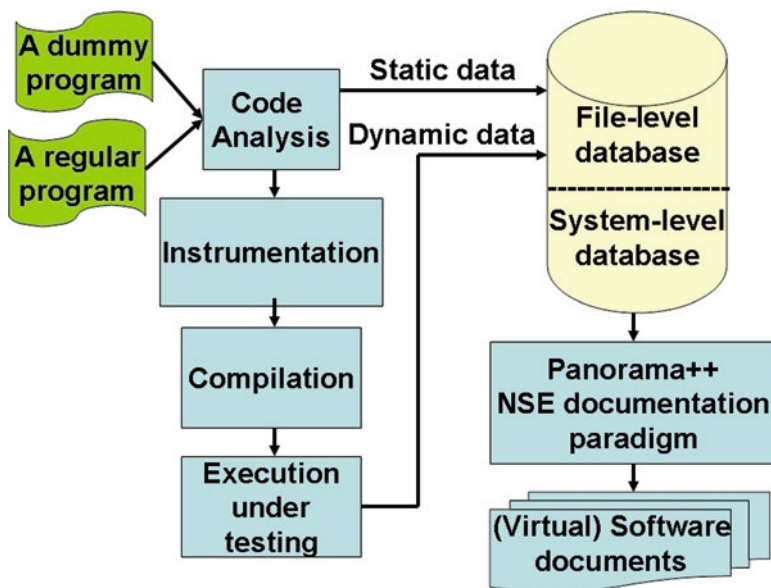 A dummy
program
A regular
program
Code
Analysis
Static data
Dynamic data
Instrumentation
Compilation
Execution
under
testing
File-level
database
System-level
database
Panorama++
NSE documentation
paradigm
(Virtual) Software
documents